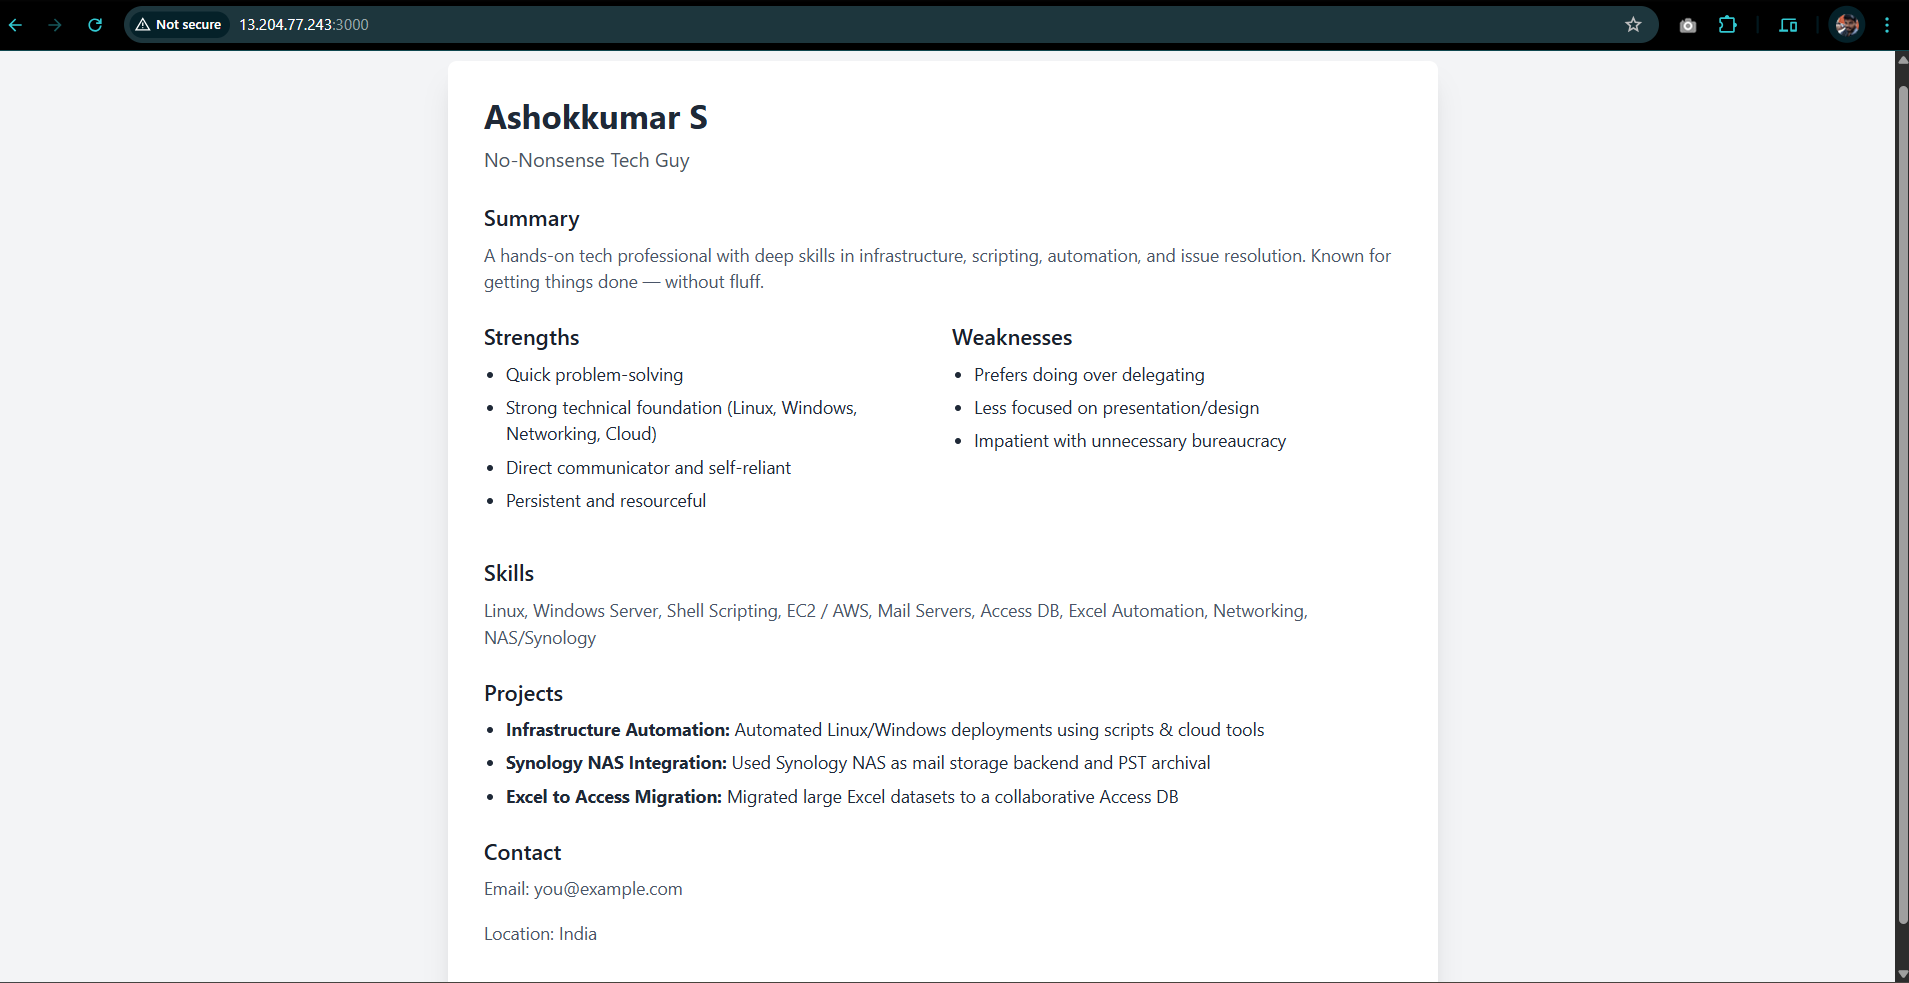 Not secure 13.204.77.243:3000
Ashokkumar S
No-Nonsense Tech Guy
Summary
A hands-on tech professional with deep skills in infrastructure, scripting, automation, and issue resolution. Known for
getting things done — without fluff.
Strengths
Quick problem-solving
Strong technical foundation (Linux, Windows,
Networking, Cloud)
Direct communicator and self-reliant
Persistent and resourceful
Weaknesses
Prefers doing over delegating
Less focused on presentation/design
Impatient with unnecessary bureaucracy
Skills
Linux, Windows Server, Shell Scripting, EC2 / AWS, Mail Servers, Access DB, Excel Automation, Networking,
NAS/Synology
Projects
Infrastructure Automation: Automated Linux/Windows deployments using scripts & cloud tools
Synology NAS Integration: Used Synology NAS as mail storage backend and PST archival
Excel to Access Migration: Migrated large Excel datasets to a collaborative Access DB
Contact
Email: you@example.com
Location: India